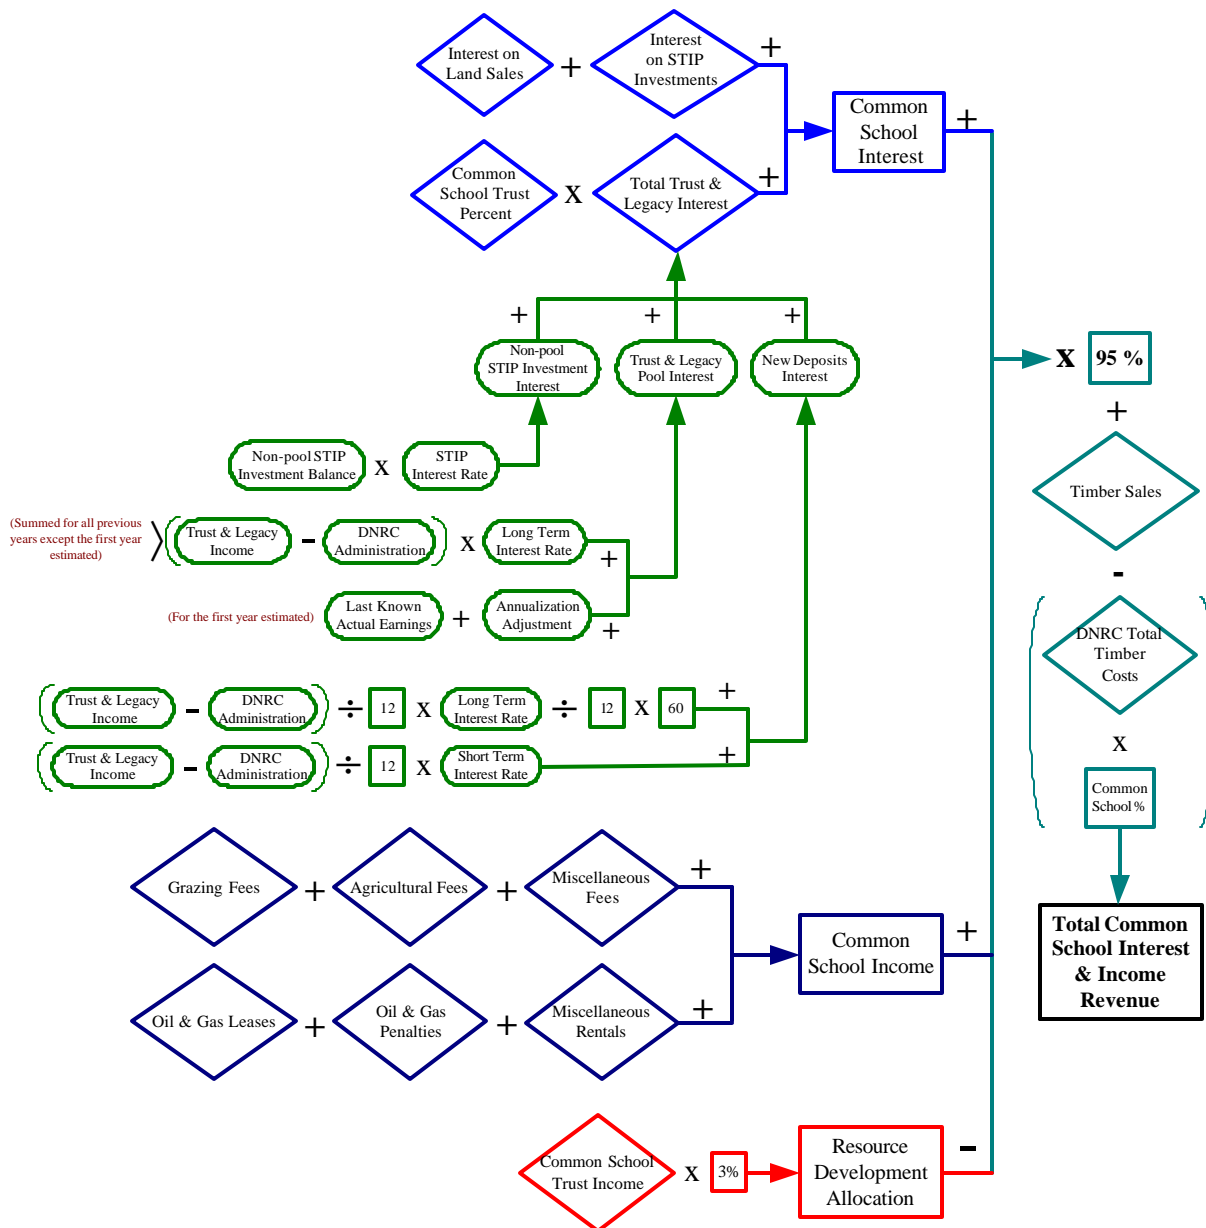 Interest on
Land Sales
+
Interest
on STIP
Investments
+
Common
School
Interest
+
Common
School Trust
Percent
X
Total Trust &
Legacy Interest
+
+
+
+
Non-pool
STIP Investment
Interest
Trust & Legacy
Pool Interest
New Deposits
Interest
X
95 %
+
Non-pool STIP
Investment Balance
X
STIP
Interest Rate
Timber Sales
-
(Summed for all previous
years except the first year
estimated)
(
Trust & Legacy
Income
-
DNRC
Administration
)
X
Long Term
Interest Rate
+
(For the first year estimated)
Last Known
Actual Earnings
+
Annualization
Adjustment
+
(
DNRC Total
Timber
Costs
X
Common
School %
)
(
Trust & Legacy
Income
-
DNRC
Administration
)
÷
12
X
Long Term
Interest Rate
÷
12
X
60
+
(
Trust & Legacy
Income
-
DNRC
Administration
)
÷
12
X
Short Term
Interest Rate
+
Grazing Fees
+
Agricultural Fees
+
Miscellaneous
Fees
+
Common
School Income
+
Total Common
School Interest
& Income
Revenue
Oil & Gas Leases
+
Oil & Gas
Penalties
+
Miscellaneous
Rentals
+
Common School
Trust Income
X
3%
Resource
Development
Allocation
-